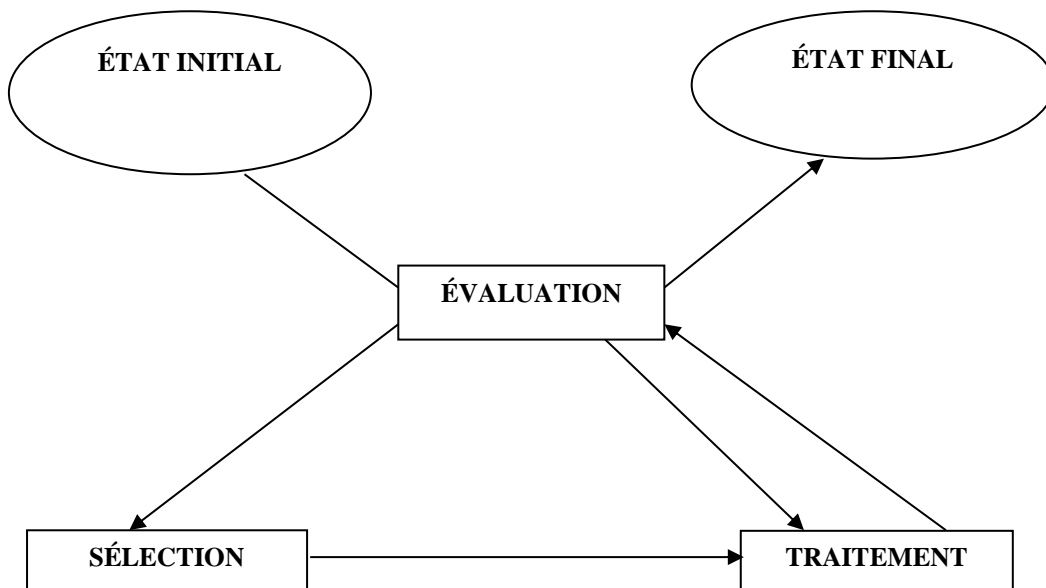 ÉTAT INITIAL
ÉTAT FINAL
ÉVALUATION
SÉLECTION
TRAITEMENT